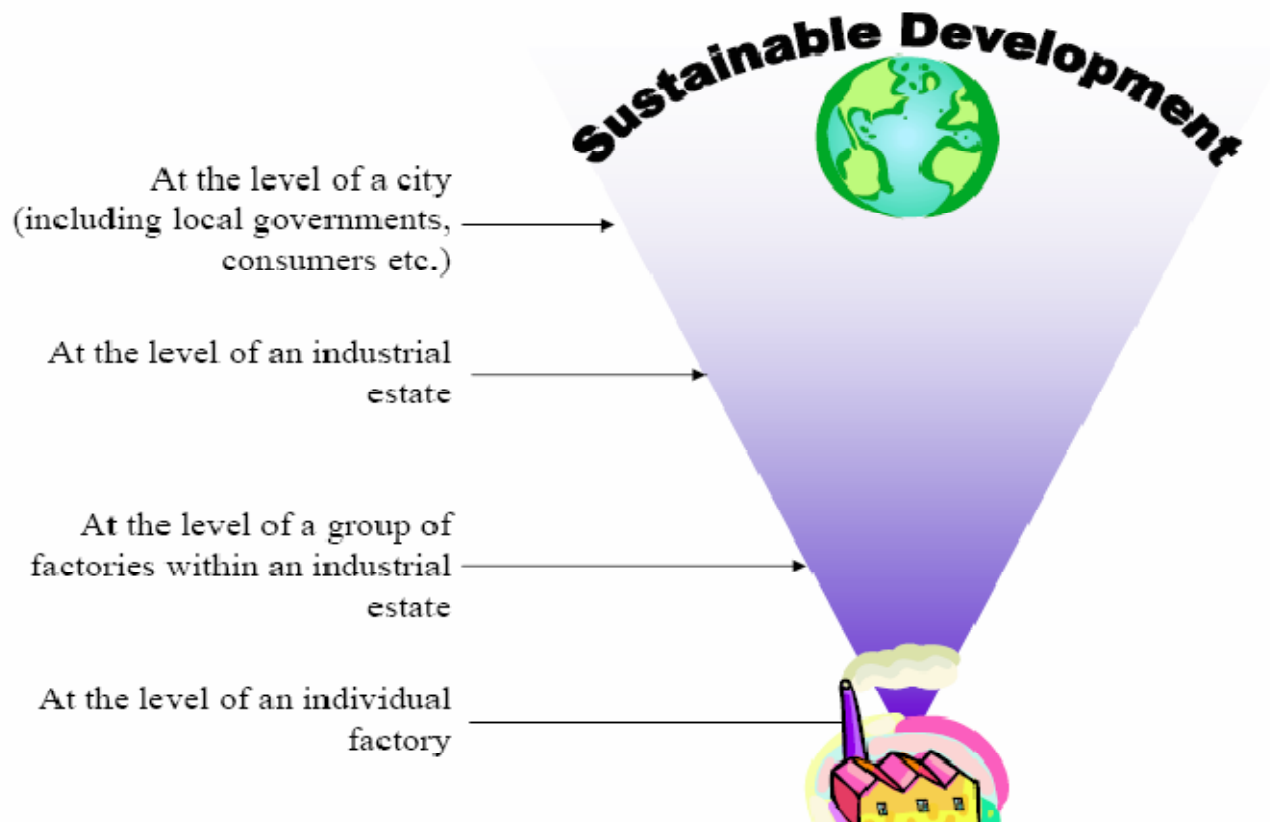 Sustainable Development
At the level of a city
(including local governments,
consumers etc.)
At the level of an industrial
estate
At the level of a group of
factories within an industrial
estate
At the level of an individual
factory